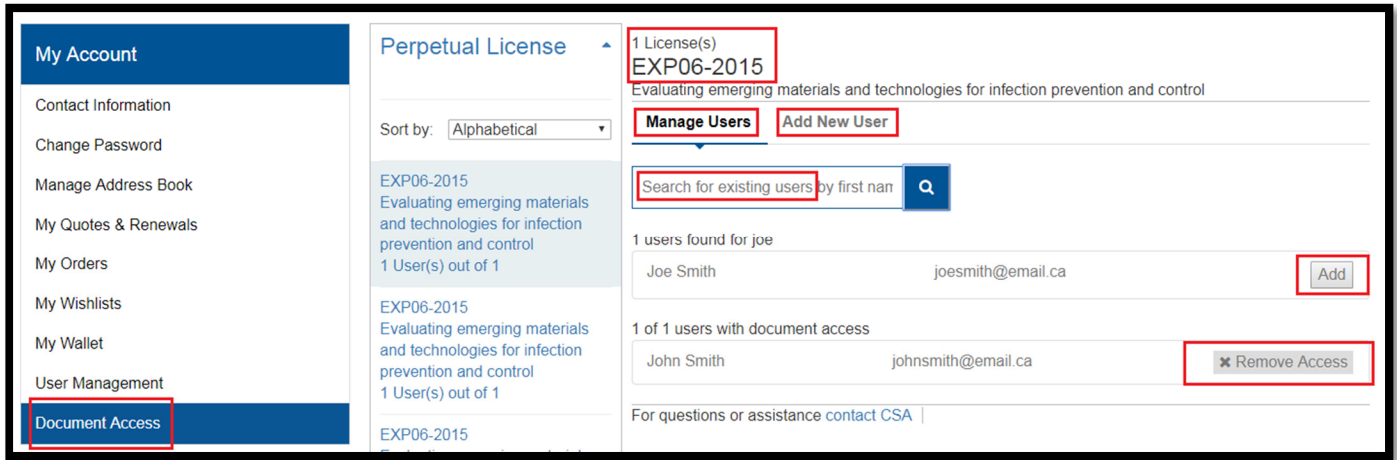 My Account
Contact Information
Change Password
Manage Address Book
My Quotes & Renewals
My Orders
My Wishlists
My Wallet
User Management
Document Access
Perpetual License
Sort by: Alphabetical
EXP06-2015
Evaluating emerging materials
and technologies for infection
prevention and control
1 User(s) out of 1
EXP06-2015
Evaluating emerging materials
and technologies for infection
prevention and control
1 User(s) out of 1
EXP06-2015
1 License(s)
EXP06-2015
Evaluating emerging materials and technologies for infection prevention and control
Manage Users Add New User
Search for existing users by first nam
1 users found for joe
Joe Smith joesmith@email.ca Add
1 of 1 users with document access
John Smith johnsmith@email.ca ✖ Remove Access
For questions or assistance contact CSA